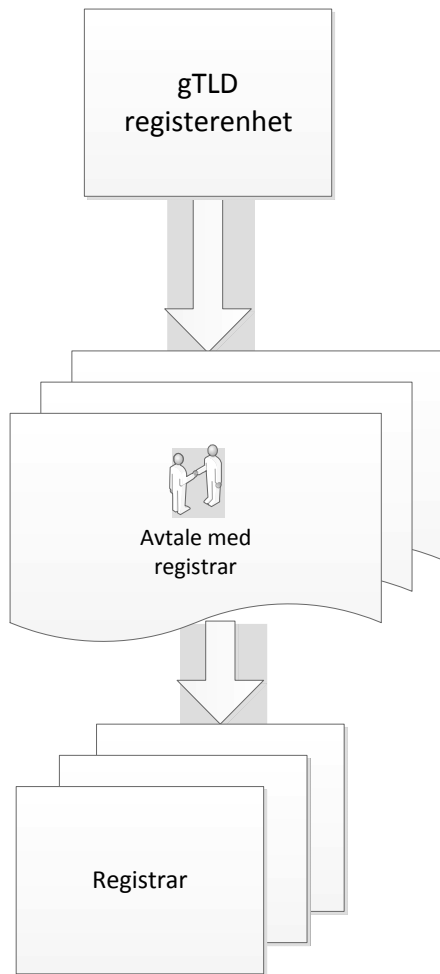 gTLD
registerenhet
Avtale med
registrar
Registrar